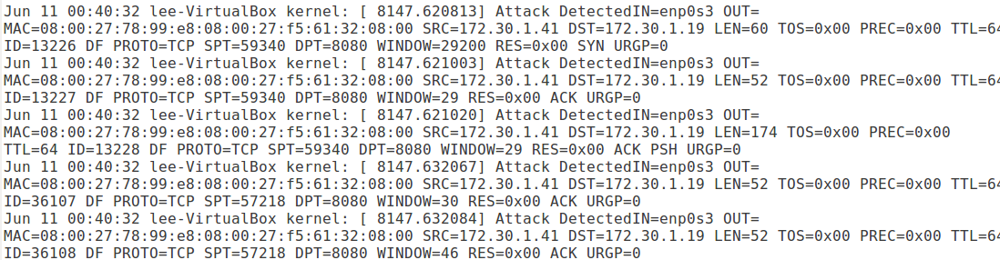 Jun 11 00:40:32 lee-VirtualBox kernel: [ 8147.620813] Attack DetectedIN=enp0s3 OUT=
MAC=08:00:27:78:99:e8:08:00:27:f5:61:32:08:00 SRC=172.30.1.41 DST=172.30.1.19 LEN=60 TOS=0x00 PREC=0x00 TTL=64
ID=13226 DF PROTO=TCP SPT=59340 DPT=8080 WINDOW=29200 RES=0x00 SYN URGP=0
Jun 11 00:40:32 lee-VirtualBox kernel: [ 8147.621003] Attack DetectedIN=enp0s3 OUT=
MAC=08:00:27:78:99:e8:08:00:27:f5:61:32:08:00 SRC=172.30.1.41 DST=172.30.1.19 LEN=52 TOS=0x00 PREC=0x00 TTL=64
ID=13227 DF PROTO=TCP SPT=59340 DPT=8080 WINDOW=29 RES=0x00 ACK URGP=0
Jun 11 00:40:32 lee-VirtualBox kernel: [ 8147.621020] Attack DetectedIN=enp0s3 OUT=
MAC=08:00:27:78:99:e8:08:00:27:f5:61:32:08:00 SRC=172.30.1.41 DST=172.30.1.19 LEN=174 TOS=0x00 PREC=0x00
TTL=64 ID=13228 DF PROTO=TCP SPT=59340 DPT=8080 WINDOW=29 RES=0x00 ACK PSH URGP=0
Jun 11 00:40:32 lee-VirtualBox kernel: [ 8147.632067] Attack DetectedIN=enp0s3 OUT=
MAC=08:00:27:78:99:e8:08:00:27:f5:61:32:08:00 SRC=172.30.1.41 DST=172.30.1.19 LEN=52 TOS=0x00 PREC=0x00 TTL=64
ID=36107 DF PROTO=TCP SPT=57218 DPT=8080 WINDOW=30 RES=0x00 ACK URGP=0
Jun 11 00:40:32 lee-VirtualBox kernel: [ 8147.632084] Attack DetectedIN=enp0s3 OUT=
MAC=08:00:27:78:99:e8:08:00:27:f5:61:32:08:00 SRC=172.30.1.41 DST=172.30.1.19 LEN=52 TOS=0x00 PREC=0x00 TTL=64
ID=36108 DF PROTO=TCP SPT=57218 DPT=8080 WINDOW=46 RES=0x00 ACK URGP=0